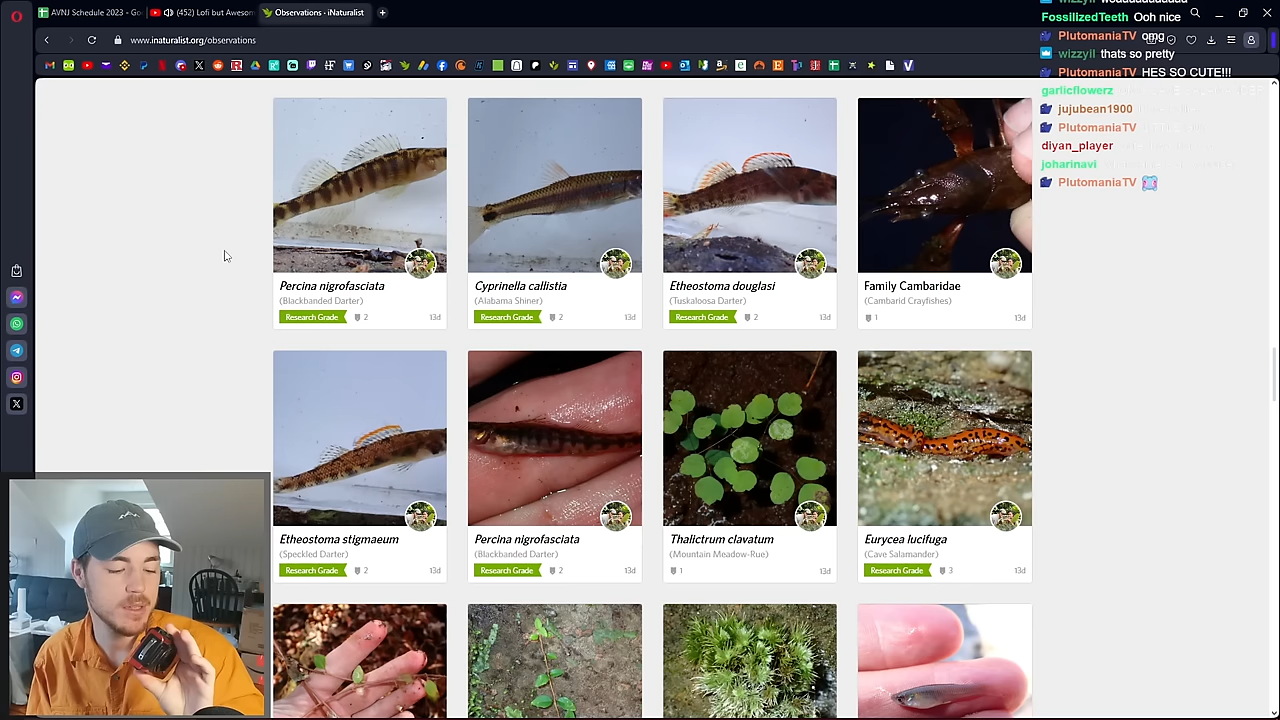 AVNJ Schedule 2023 - Go
(452) Lofi but Awesom
Observations · iNaturalist
www.inaturalist.org/observations
FossilizedTeeth Ooh nice
PlutomaniaTV omg
wizzyll thats so pretty
PlutomaniaTV HES SO CUTE!!!
garlicflowerz
jujubean1900
PlutomaniaTV
diyan_player
joharinavi
PlutomaniaTV
Percina nigrofasciata
(Blackbanded Darter)
Research Grade 2 13d
Cyprinella callistia
(Alabama Shiner)
Research Grade 2 13d
Etheostoma douglasi
(Tuskaloosa Darter)
Research Grade 2 13d
Family Cambaridae
(Cambarid Crayfishes)
1 13d
Etheostoma stigmaeum
(Speckled Darter)
Research Grade 2 13d
Percina nigrofasciata
(Blackbanded Darter)
Research Grade 2 13d
Thalictrum clavatum
(Mountain Meadow-Rue)
1 13d
Eurycea lucifuga
(Cave Salamander)
Research Grade 3 13d